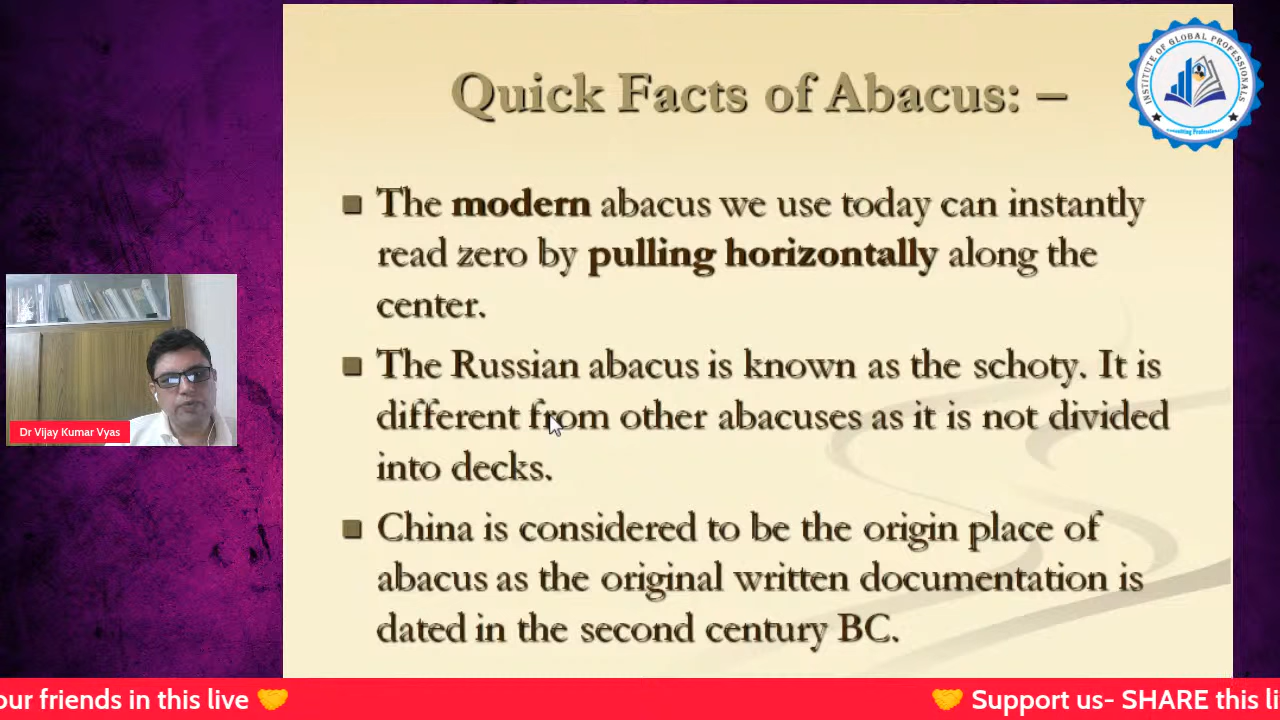 Quick Facts of Abacus: –
INSTITUTE OF GLOBAL PROFESSIONALS
The modern abacus we use today can instantly
read zero by pulling horizontally along the
center.
The Russian abacus is known as the schoty. It is
different from other abacuses as it is not divided
into decks.
China is considered to be the origin place of
abacus as the original written documentation is
dated in the second century BC.
Dr Vijay Kumar Vyas
our friends in this live 🤝
🤝 Support us- SHARE this li